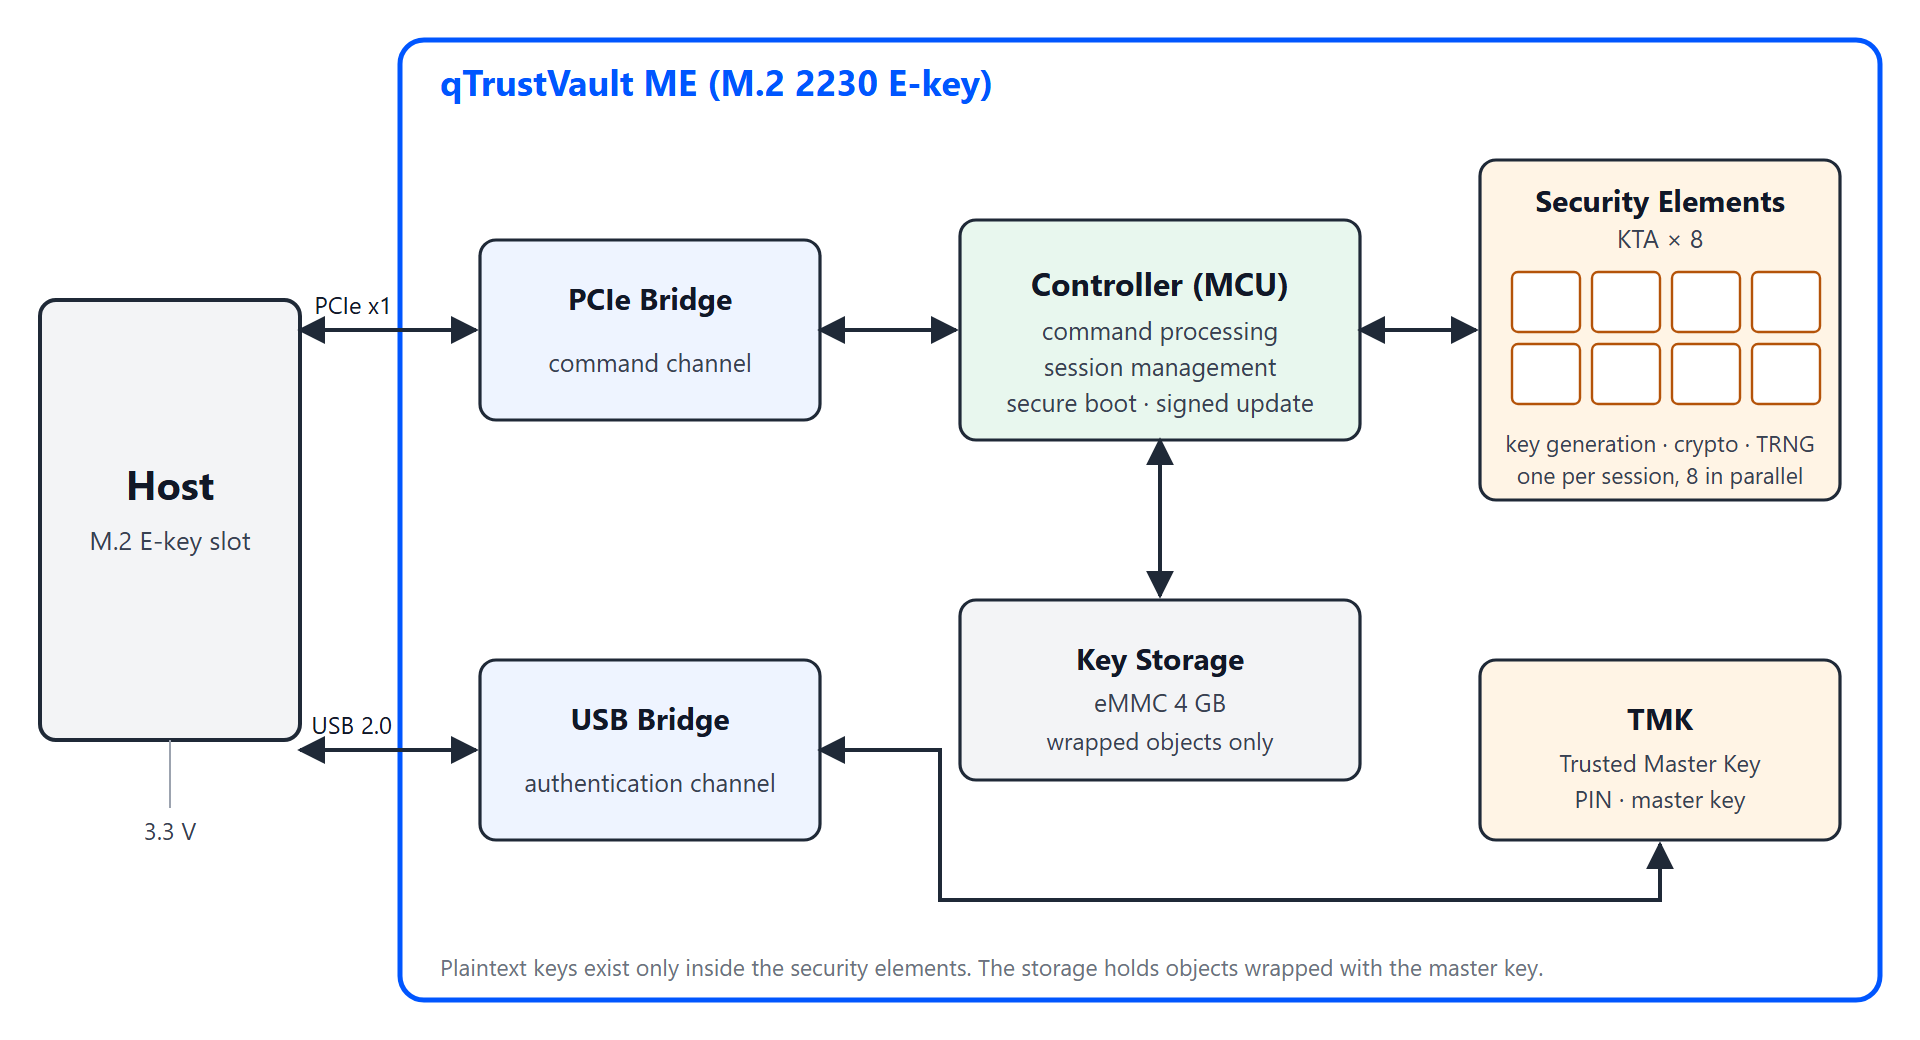 qTrustVault ME (M.2 2230 E-key)
Host
M.2 E-key slot
3.3 V
PCIe x1
USB 2.0
PCIe Bridge
command channel
USB Bridge
authentication channel
Controller (MCU)
command processing
session management
secure boot · signed update
Key Storage
eMMC 4 GB
wrapped objects only
Security Elements
KTA × 8
key generation · crypto · TRNG
one per session, 8 in parallel
TMK
Trusted Master Key
PIN · master key
Plaintext keys exist only inside the security elements. The storage holds objects wrapped with the master key.